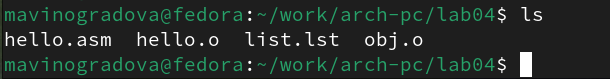 mavinogradova@fedora:~/work/arch-pc/lab04$ ls
hello.asm  hello.o  list.lst  obj.o
mavinogradova@fedora:~/work/arch-pc/lab04$